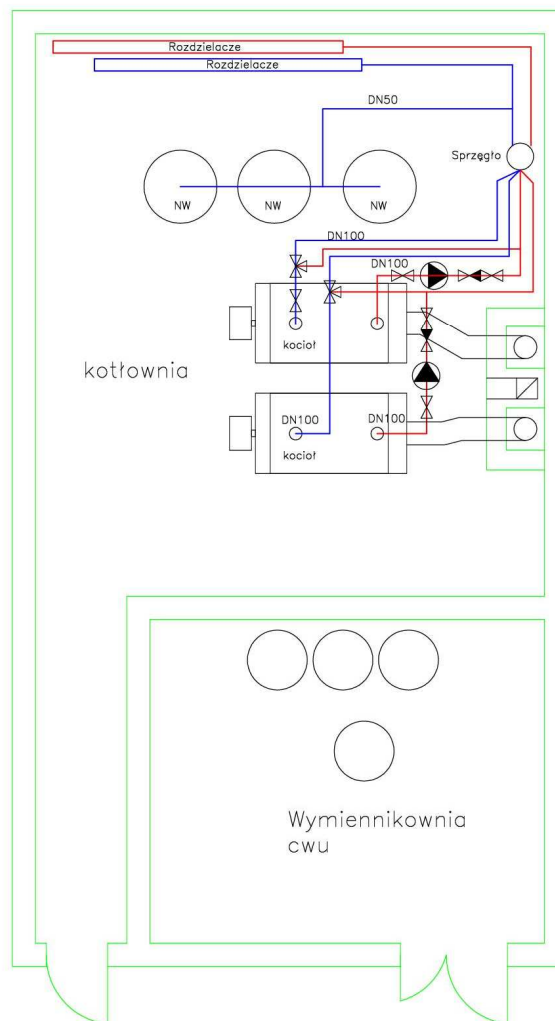 Rozdzielacze
Rozdzielacze
DN50
Sprzęgło
NW
NW
NW
DN100
DN100
kocioł
kotłownia
DN100
DN100
kocioł
Wymiennikownia
cwu